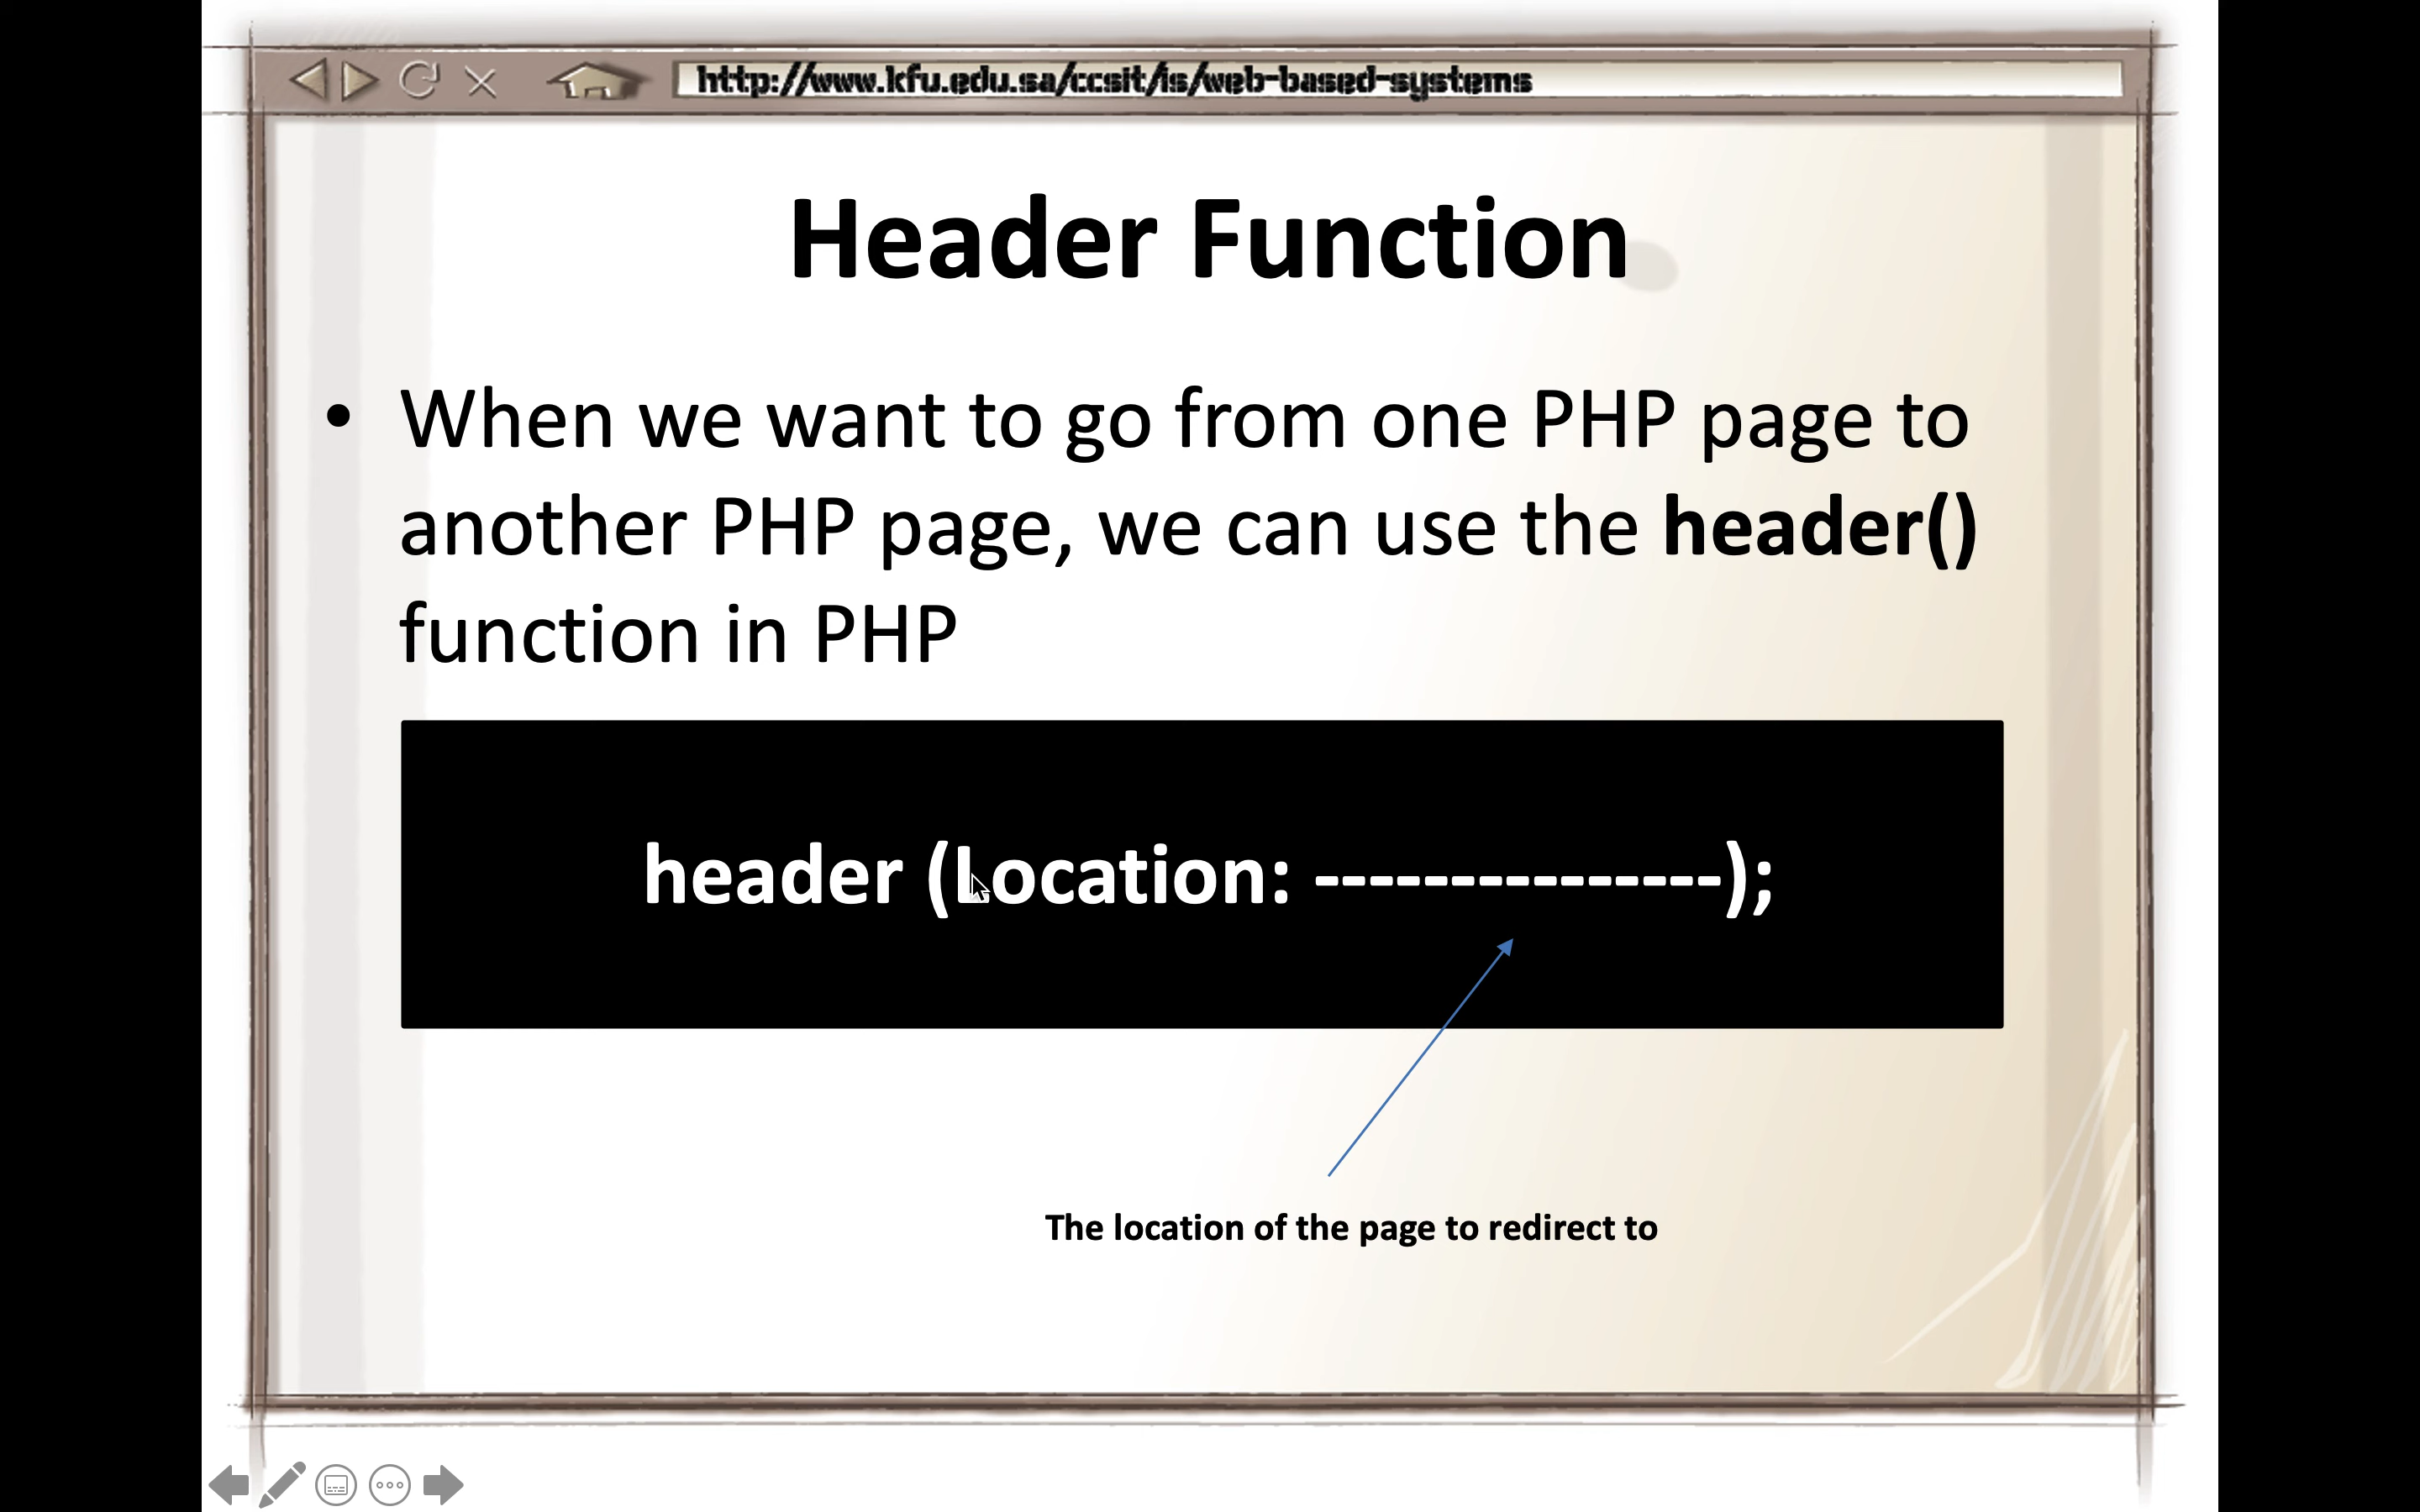 http://www.kfu.edu.sa/ccsit/is/web-based-systems
Header Function
• When we want to go from one PHP page to
another PHP page, we can use the header()
function in PHP
header (Location: ---------------);
The location of the page to redirect to